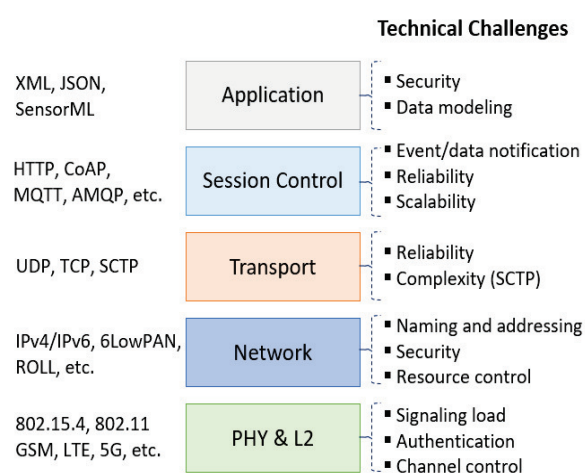 Technical Challenges
XML, JSON,
SensorML
Application
▪ Security
▪ Data modeling
HTTP, CoAP,
MQTT, AMQP, etc.
Session Control
▪ Event/data notification
▪ Reliability
▪ Scalability
UDP, TCP, SCTP
Transport
▪ Reliability
▪ Complexity (SCTP)
IPv4/IPv6, 6LowPAN,
ROLL, etc.
Network
▪ Naming and addressing
▪ Security
▪ Resource control
802.15.4, 802.11
GSM, LTE, 5G, etc.
PHY & L2
▪ Signaling load
▪ Authentication
▪ Channel control